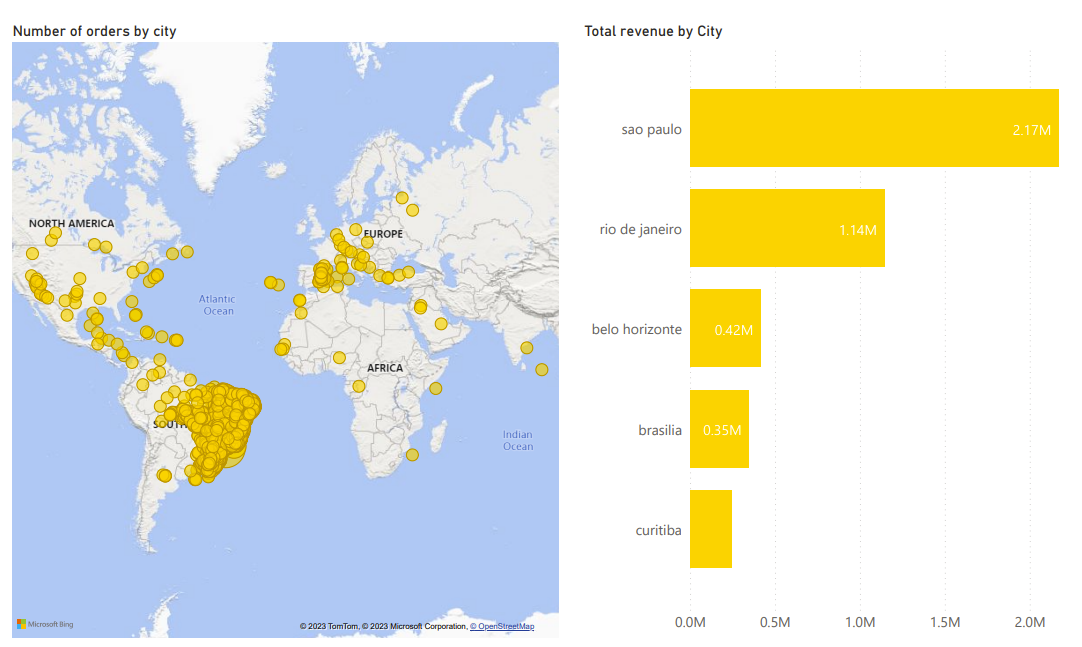 Number of orders by city
NORTH AMERICA
EUROPE
Atlantic
Ocean
AFRICA
SOUTH
Indian
Ocean
Microsoft Bing
© 2023 TomTom, © 2023 Microsoft Corporation, © OpenStreetMap
Total revenue by City
sao paulo
2.17M
rio de janeiro
1.14M
belo horizonte
0.42M
brasilia
0.35M
curitiba
0.0M 0.5M 1.0M 1.5M 2.0M